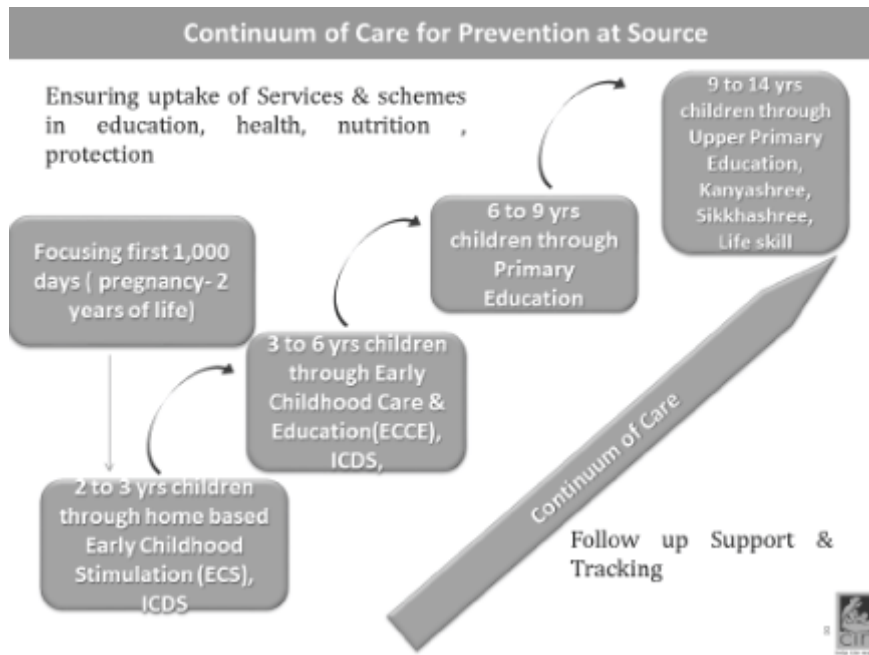 Continuum of Care for Prevention at Source
Ensuring uptake of Services & schemes
in education, health, nutrition ,
protection
9 to 14 yrs
children through
Upper Primary
Education,
Kanyashree,
Sikkhashree,
Life skill
6 to 9 yrs
children through
Primary
Education
Focusing first 1,000
days ( pregnancy- 2
years of life)
3 to 6 yrs children
through Early
Childhood Care &
Education(ECCE),
ICDS,
2 to 3 yrs children
through home based
Early Childhood
Stimulation (ECS),
ICDS
Continuum of Care
Follow up Support &
Tracking